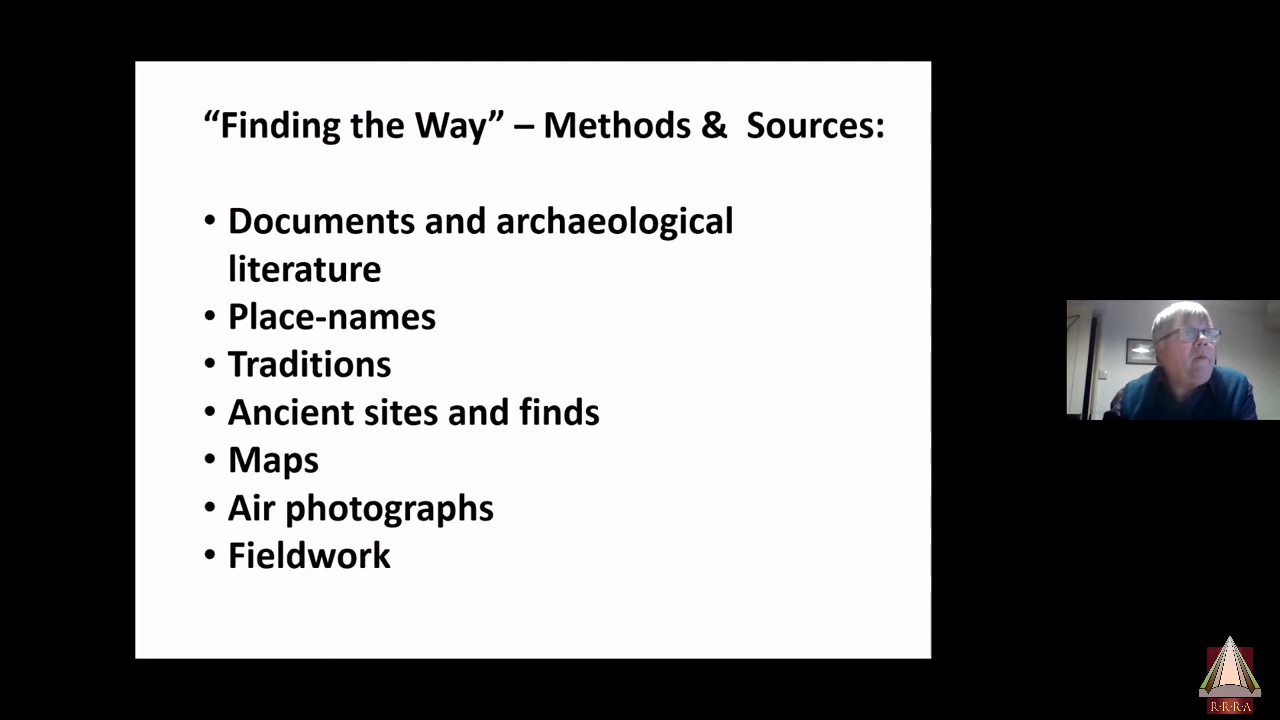 “Finding the Way” – Methods &  Sources:
• Documents and archaeological
literature
• Place-names
• Traditions
• Ancient sites and finds
• Maps
• Air photographs
• Fieldwork
R·R·R·A